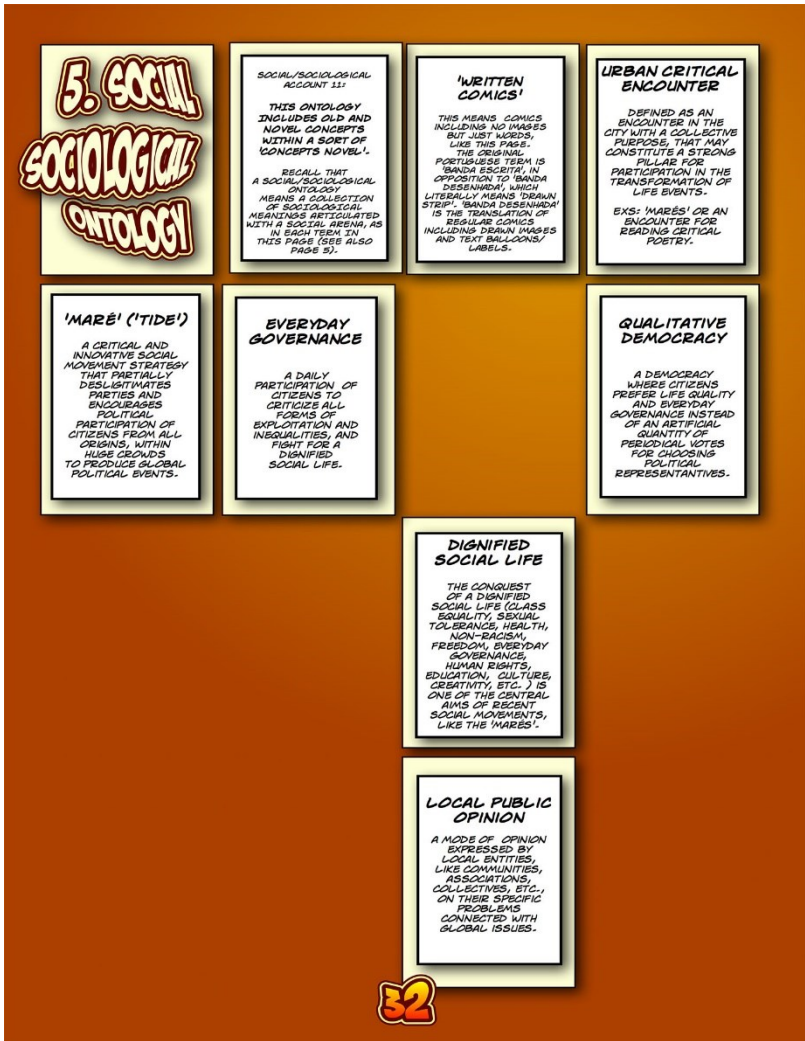 5. SOCIAL
SOCIOLOGICAL
ONTOLOGY
SOCIAL/SOCIOLOGICAL
ACCOUNT 11:
THIS ONTOLOGY
INCLUDES OLD AND
NOVEL CONCEPTS
WITHIN A SORT OF
'CONCEPTS NOVEL'.
RECALL THAT
A SOCIAL/SOCIOLOGICAL
ONTOLOGY
MEANS A COLLECTION
OF SOCIOLOGICAL
MEANINGS ARTICULATED
WITH A SOCIAL ARENA, AS
IN EACH TERM IN
THIS PAGE (SEE ALSO
PAGE 5).
'WRITTEN
COMICS'
THIS MEANS COMICS
INCLUDING NO IMAGES
BUT JUST WORDS,
LIKE THIS PAGE.
THE ORIGINAL
PORTUGUESE TERM IS
'BANDA ESCRITA', IN
OPPOSITION TO 'BANDA
DESENHADA', WHICH
LITERALLY MEANS 'DRAWN
STRIP'. 'BANDA DESENHADA'
IS THE TRANSLATION OF
REGULAR COMICS
INCLUDING DRAWN IMAGES
AND TEXT BALLOONS/
LABELS.
URBAN CRITICAL
ENCOUNTER
DEFINED AS AN
ENCOUNTER IN THE
CITY WITH A COLLECTIVE
PURPOSE, THAT MAY
CONSTITUTE A STRONG
PILLAR FOR
PARTICIPATION IN THE
TRANSFORMATION OF
LIFE EVENTS.
EXS: 'MARÉS' OR AN
ENCOUNTER FOR
READING CRITICAL
POETRY.
'MARÉ' ('TIDE')
A CRITICAL AND
INNOVATIVE SOCIAL
MOVEMENT STRATEGY
THAT PARTIALLY
DESLIGITIMATES
PARTIES AND
ENCOURAGES
POLITICAL
PARTICIPATION OF
CITIZENS FROM ALL
ORIGINS, WITHIN
HUGE CROWDS
TO PRODUCE GLOBAL
POLITICAL EVENTS.
EVERYDAY
GOVERNANCE
A DAILY
PARTICIPATION OF
CITIZENS TO
CRITICIZE ALL
FORMS OF
EXPLOITATION AND
INEQUALITIES, AND
FIGHT FOR A
DIGNIFIED
SOCIAL LIFE.
QUALITATIVE
DEMOCRACY
A DEMOCRACY
WHERE CITIZENS
PREFER LIFE QUALITY
AND EVERYDAY
GOVERNANCE INSTEAD
OF AN ARTIFICIAL
QUANTITY OF
PERIODICAL VOTES
FOR CHOOSING
POLITICAL
REPRESENTANTIVES.
DIGNIFIED
SOCIAL LIFE
THE CONQUEST
OF A DIGNIFIED
SOCIAL LIFE (CLASS
EQUALITY, SEXUAL
TOLERANCE, HEALTH,
NON-RACISM,
FREEDOM, EVERYDAY
GOVERNANCE,
HUMAN RIGHTS,
EDUCATION, CULTURE,
CREATIVITY, ETC. ) IS
ONE OF THE CENTRAL
AIMS OF RECENT
SOCIAL MOVEMENTS,
LIKE THE 'MARÉS'.
LOCAL PUBLIC
OPINION
A MODE OF OPINION
EXPRESSED BY
LOCAL ENTITIES,
LIKE COMMUNITIES,
ASSOCIATIONS,
COLLECTIVES, ETC.,
ON THEIR SPECIFIC
PROBLEMS
CONNECTED WITH
GLOBAL ISSUES.
32